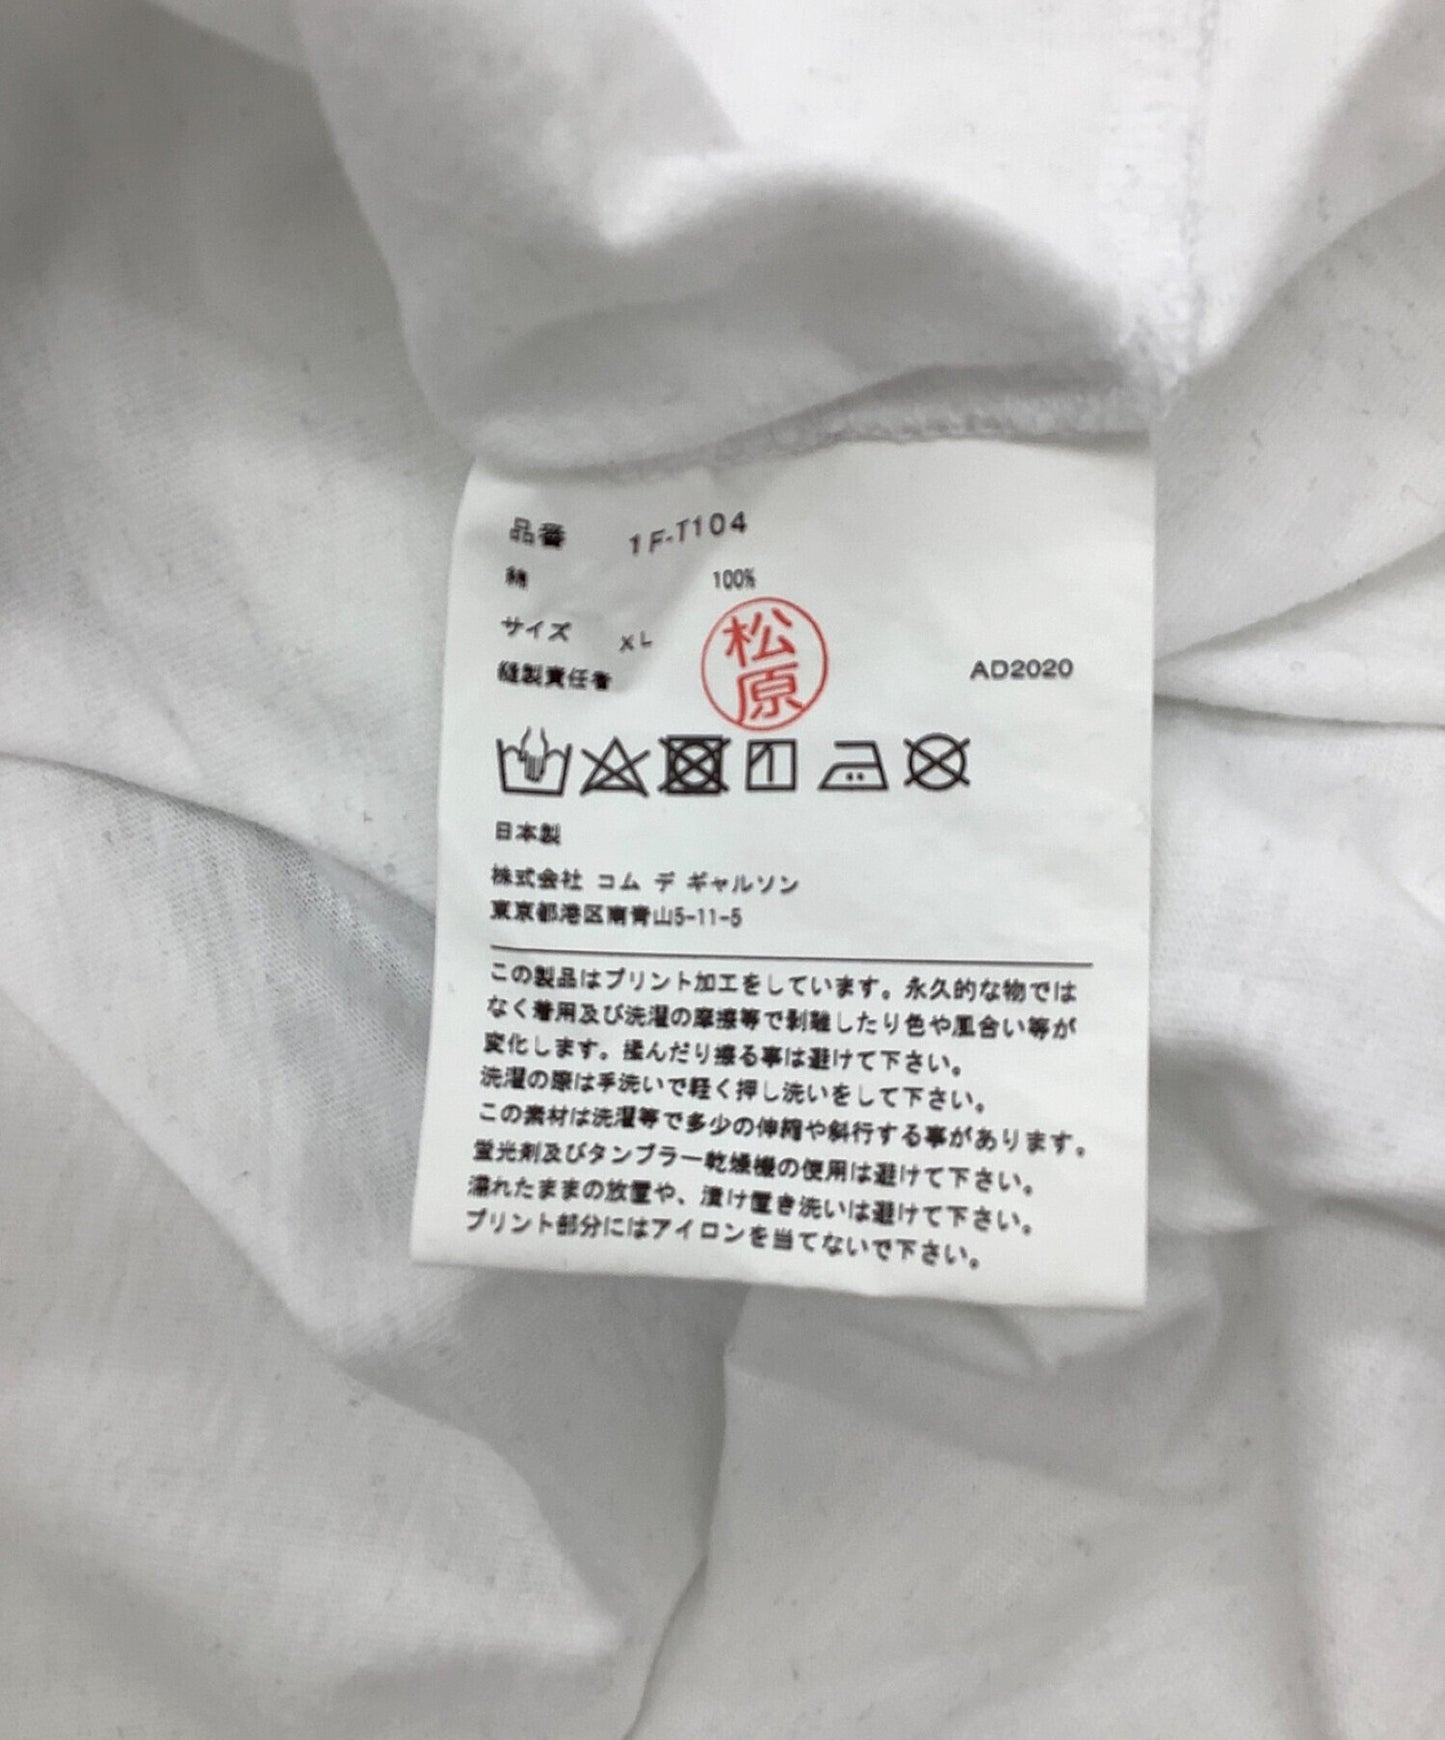 品番 1F-T104
綿 100%
サイズ XL
縫製責任者 松原 AD2020
日本製
株式会社 コム デ ギャルソン
東京都港区南青山5-11-5
この製品はプリント加工をしています。永久的な物では
なく着用及び洗濯の摩擦等で剥離したり色や風合い等が
変化します。揉んだり擦る事は避けて下さい。
洗濯の際は手洗いで軽く押し洗いをして下さい。
この素材は洗濯等で多少の伸縮や斜行する事があります。
蛍光剤及びタンブラー乾燥機の使用は避けて下さい。
濡れたままの放置や、漬け置き洗いは避けて下さい。
プリント部分にはアイロンを当てないで下さい。